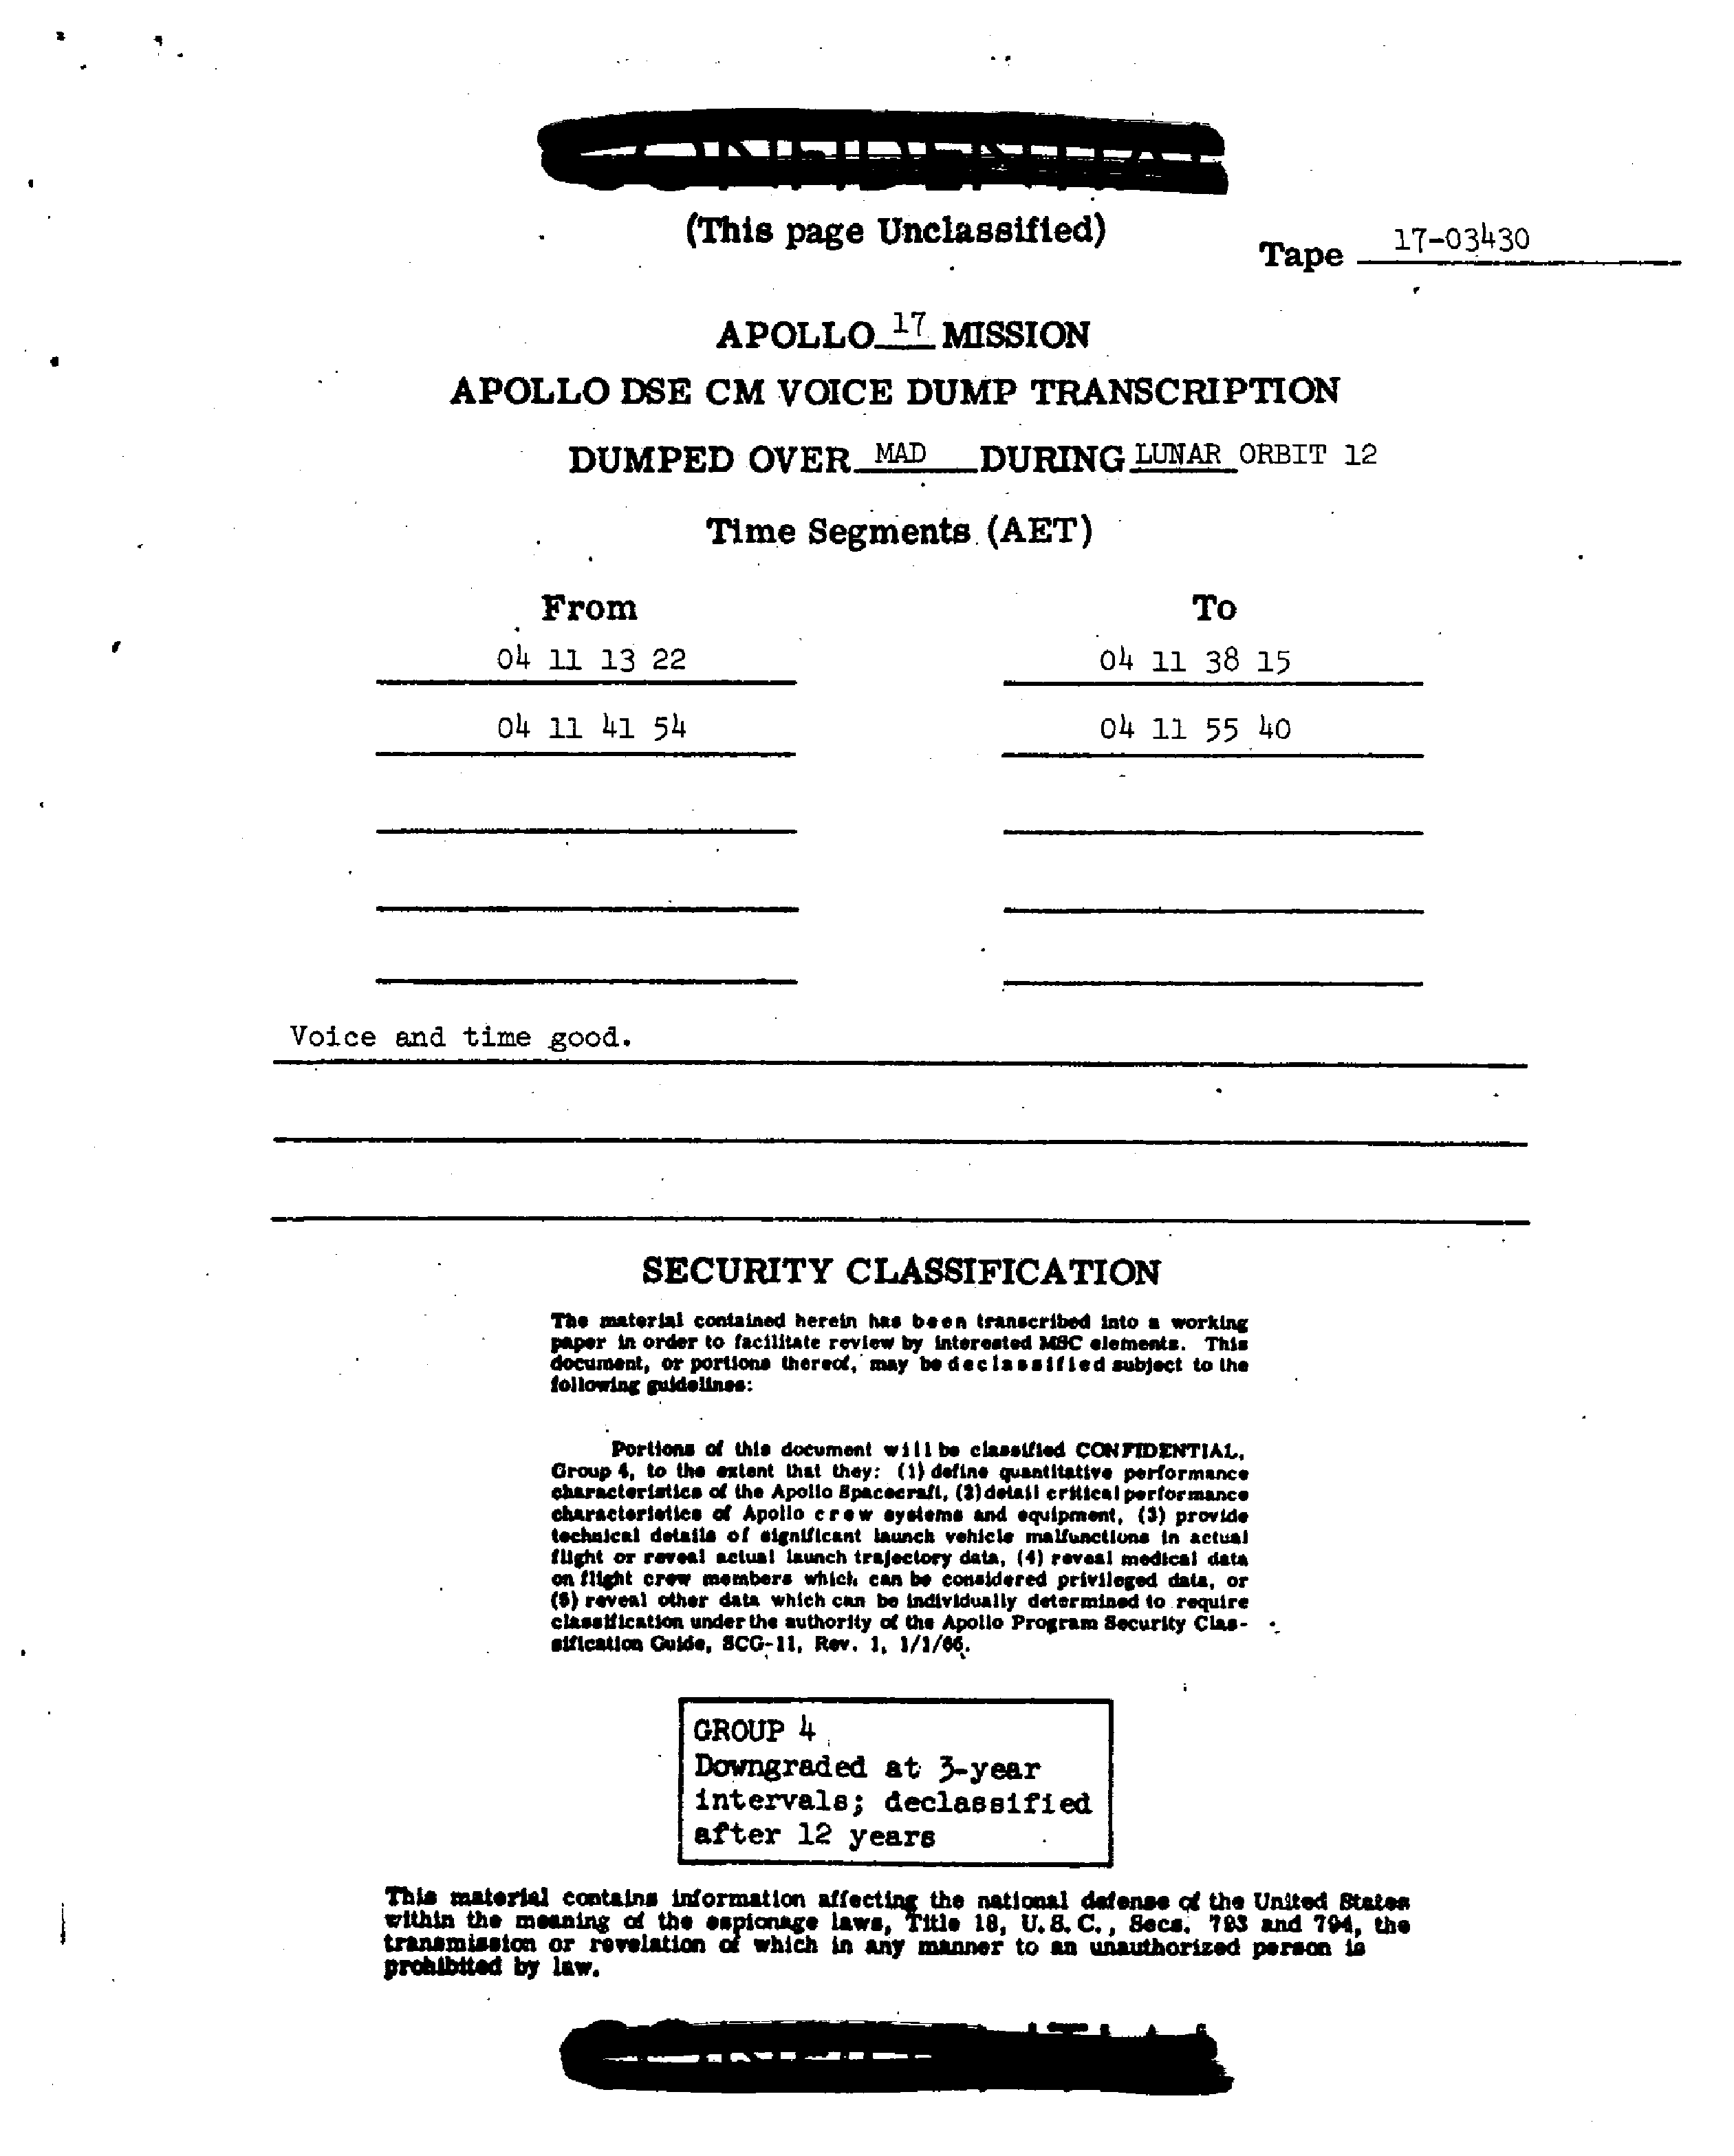 CONFIDENTIAL
(This page Unclassified)
Tape 17-03430
APOLLO 17 MISSION
APOLLO DSE CM VOICE DUMP TRANSCRIPTION
DUMPED OVER MAD DURING LUNAR ORBIT 12
Time Segments (AET)
From To
04 11 13 22 04 11 38 15
04 11 41 54 04 11 55 40
Voice and time good.
SECURITY CLASSIFICATION
The material contained herein has been transcribed into a working
paper in order to facilitate review by interested MSC elements. This
document, or portions thereof, may be declassified subject to the
following guidelines:
Portions of this document will be classified CONFIDENTIAL,
Group 4, to the extent that they: (1) define quantitative performance
characteristics of the Apollo Spacecraft, (2) detail critical performance
characteristics of Apollo crew systems and equipment, (3) provide
technical details of significant launch vehicle malfunctions in actual
flight or reveal actual launch trajectory data, (4) reveal medical data
on flight crew members which can be considered privileged data, or
(5) reveal other data which can be individually determined to require
classification under the authority of the Apollo Program Security Clas-
sification Guide, SCG-11, Rev. 1, 1/1/66.
GROUP 4
Downgraded at 3-year
intervals; declassified
after 12 years
This material contains information affecting the national defense of the United States
within the meaning of the espionage laws, Title 18, U.S.C., Secs. 793 and 794, the
transmission or revelation of which in any manner to an unauthorized person is
prohibited by law.